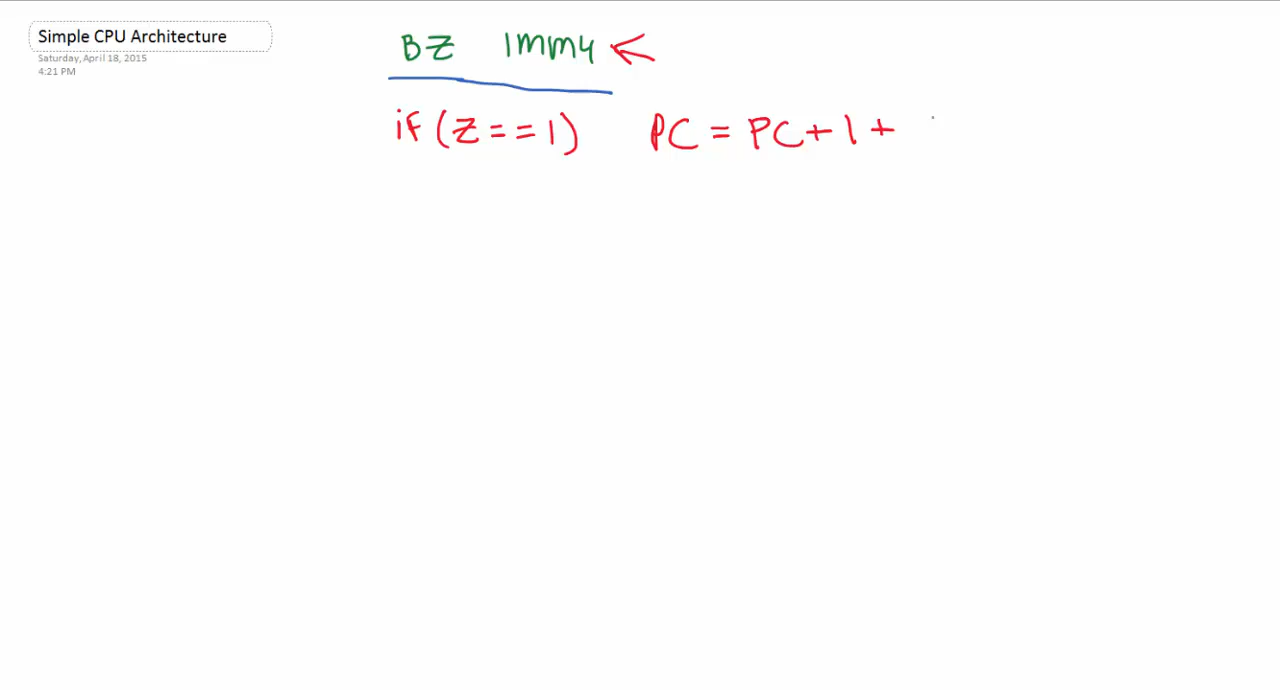 Simple CPU Architecture
Saturday, April 18, 2015
4:21 PM
BZ IMM4 ←
if (Z==1) PC = PC+1+